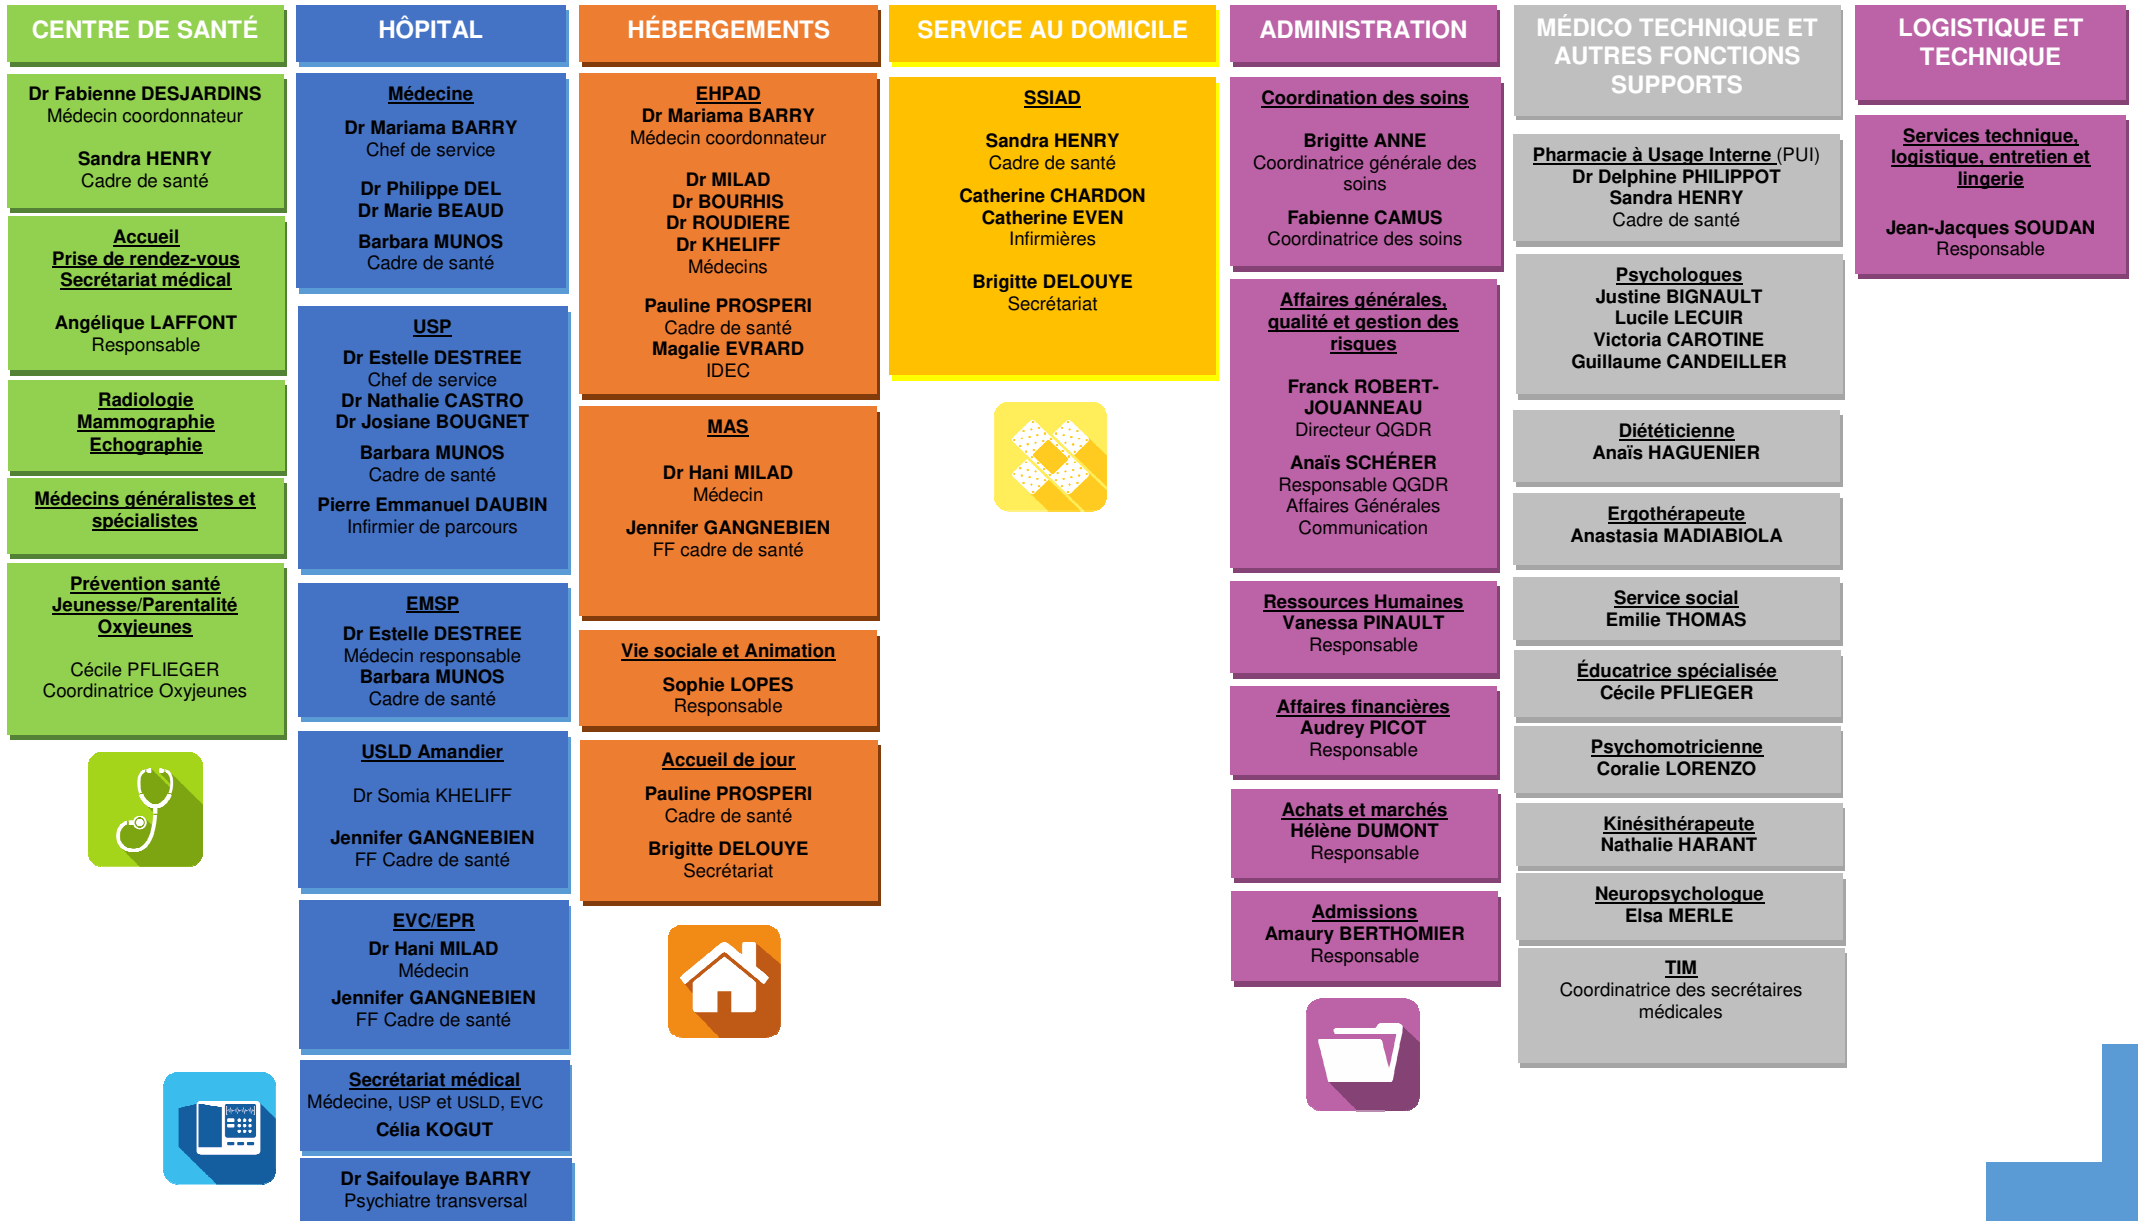 CENTRE DE SANTÉ
Dr Fabienne DESJARDINS
Médecin coordonnateur
Sandra HENRY
Cadre de santé
Accueil
Prise de rendez-vous
Secrétariat médical
Angélique LAFFONT
Responsable
Radiologie
Mammographie
Echographie
Médecins généralistes et
spécialistes
Prévention santé
Jeunesse/Parentalité
Oxyjeunes
Cécile PFLIEGER
Coordinatrice Oxyjeunes
HÔPITAL
Médecine
Dr Mariama BARRY
Chef de service
Dr Philippe DEL
Dr Marie BEAUD
Barbara MUNOS
Cadre de santé
USP
Dr Estelle DESTREE
Chef de service
Dr Nathalie CASTRO
Dr Josiane BOUGNET
Barbara MUNOS
Cadre de santé
Pierre Emmanuel DAUBIN
Infirmier de parcours
EMSP
Dr Estelle DESTREE
Médecin responsable
Barbara MUNOS
Cadre de santé
USLD Amandier
Dr Somia KHELIFF
Jennifer GANGNEBIEN
FF Cadre de santé
EVC/EPR
Dr Hani MILAD
Médecin
Jennifer GANGNEBIEN
FF Cadre de santé
Secrétariat médical
Médecine, USP et USLD, EVC
Célia KOGUT
Dr Saifoulaye BARRY
Psychiatre transversal
HÉBERGEMENTS
EHPAD
Dr Mariama BARRY
Médecin coordonnateur
Dr MILAD
Dr BOURHIS
Dr ROUDIERE
Dr KHELIFF
Médecins
Pauline PROSPERI
Cadre de santé
Magalie EVRARD
IDEC
MAS
Dr Hani MILAD
Médecin
Jennifer GANGNEBIEN
FF cadre de santé
Vie sociale et Animation
Sophie LOPES
Responsable
Accueil de jour
Pauline PROSPERI
Cadre de santé
Brigitte DELOUYE
Secrétariat
SERVICE AU DOMICILE
SSIAD
Sandra HENRY
Cadre de santé
Catherine CHARDON
Catherine EVEN
Infirmières
Brigitte DELOUYE
Secrétariat
ADMINISTRATION
Coordination des soins
Brigitte ANNE
Coordinatrice générale des
soins
Fabienne CAMUS
Coordinatrice des soins
Affaires générales,
qualité et gestion des
risques
Franck ROBERT-
JOUANNEAU
Directeur QGDR
Anaïs SCHÉRER
Responsable QGDR
Affaires Générales
Communication
Ressources Humaines
Vanessa PINAULT
Responsable
Affaires financières
Audrey PICOT
Responsable
Achats et marchés
Hélène DUMONT
Responsable
Admissions
Amaury BERTHOMIER
Responsable
MÉDICO TECHNIQUE ET
AUTRES FONCTIONS
SUPPORTS
Pharmacie à Usage Interne (PUI)
Dr Delphine PHILIPPOT
Sandra HENRY
Cadre de santé
Psychologues
Justine BIGNAULT
Lucile LECUIR
Victoria CAROTINE
Guillaume CANDEILLER
Diététicienne
Anaïs HAGUENIER
Ergothérapeute
Anastasia MADIABIOLA
Service social
Emilie THOMAS
Éducatrice spécialisée
Cécile PFLIEGER
Psychomotricienne
Coralie LORENZO
Kinésithérapeute
Nathalie HARANT
Neuropsychologue
Elsa MERLE
TIM
Coordinatrice des secrétaires
médicales
LOGISTIQUE ET
TECHNIQUE
Services technique,
logistique, entretien et
lingerie
Jean-Jacques SOUDAN
Responsable